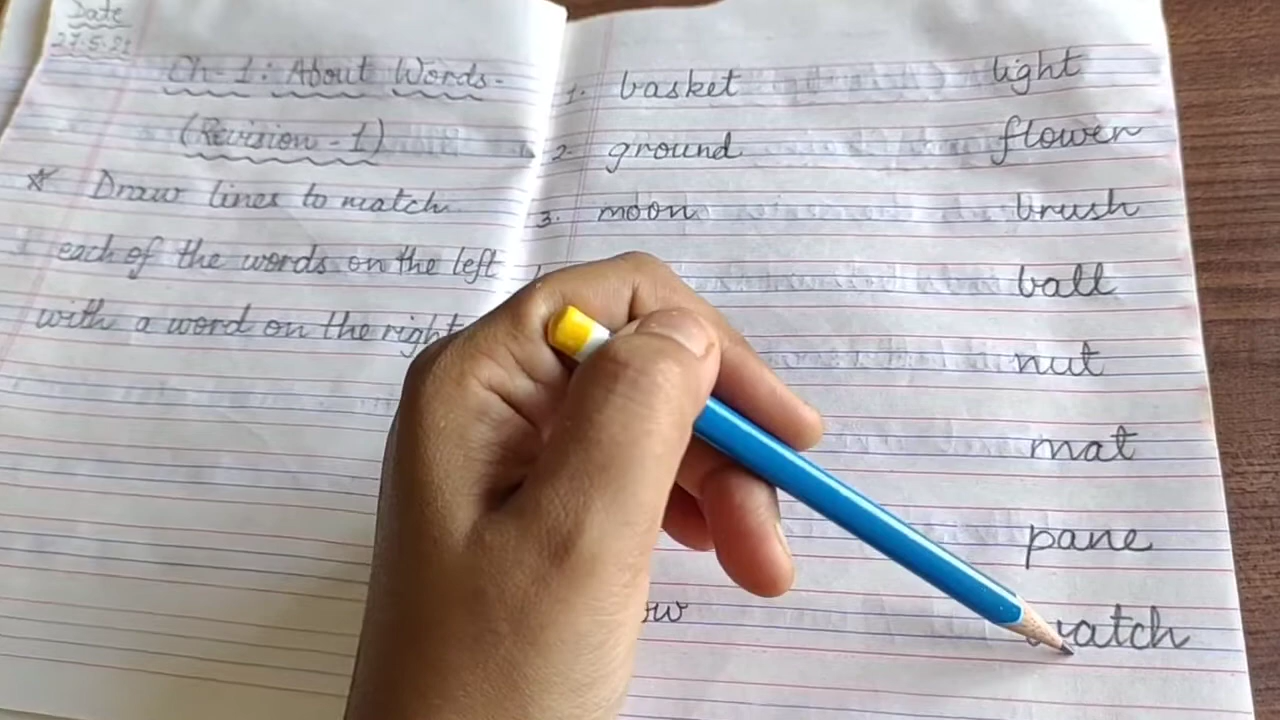 Date
27.5.21
Ch-1: About Words-
(Revision - 1)
☆ Draw lines to match
each of the words on the left
with a word on the right
1. basket light
2. ground flower
3. moon brush
ball
nut
mat
pane
ow watch